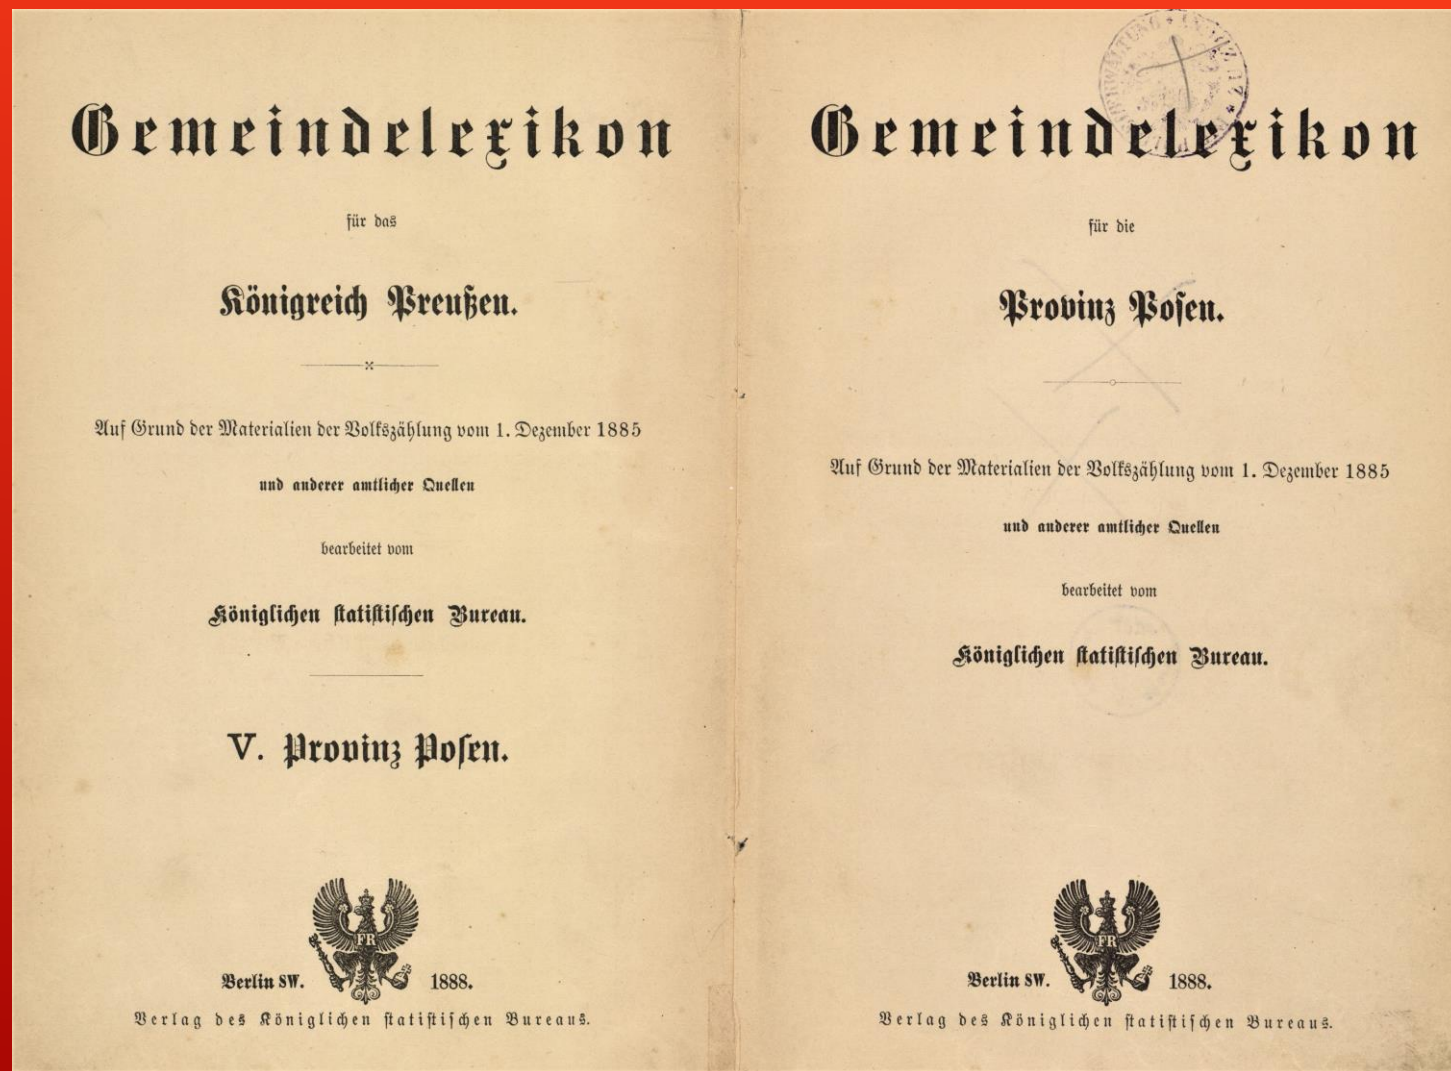 Gemeindelexikon
für das
Königreich Preußen.
Auf Grund der Materialien der Volkszählung vom 1. Dezember 1885
und anderer amtlicher Quellen
bearbeitet vom
Königlichen statistischen Bureau.
V. Provinz Posen.
FR
Berlin SW. 1888.
Verlag des Königlichen statistischen Bureaus.
Gemeindelexikon
für die
Provinz Posen.
Auf Grund der Materialien der Volkszählung vom 1. Dezember 1885
und anderer amtlicher Quellen
bearbeitet vom
Königlichen statistischen Bureau.
FR
Berlin SW. 1888.
Verlag des Königlichen statistischen Bureaus.